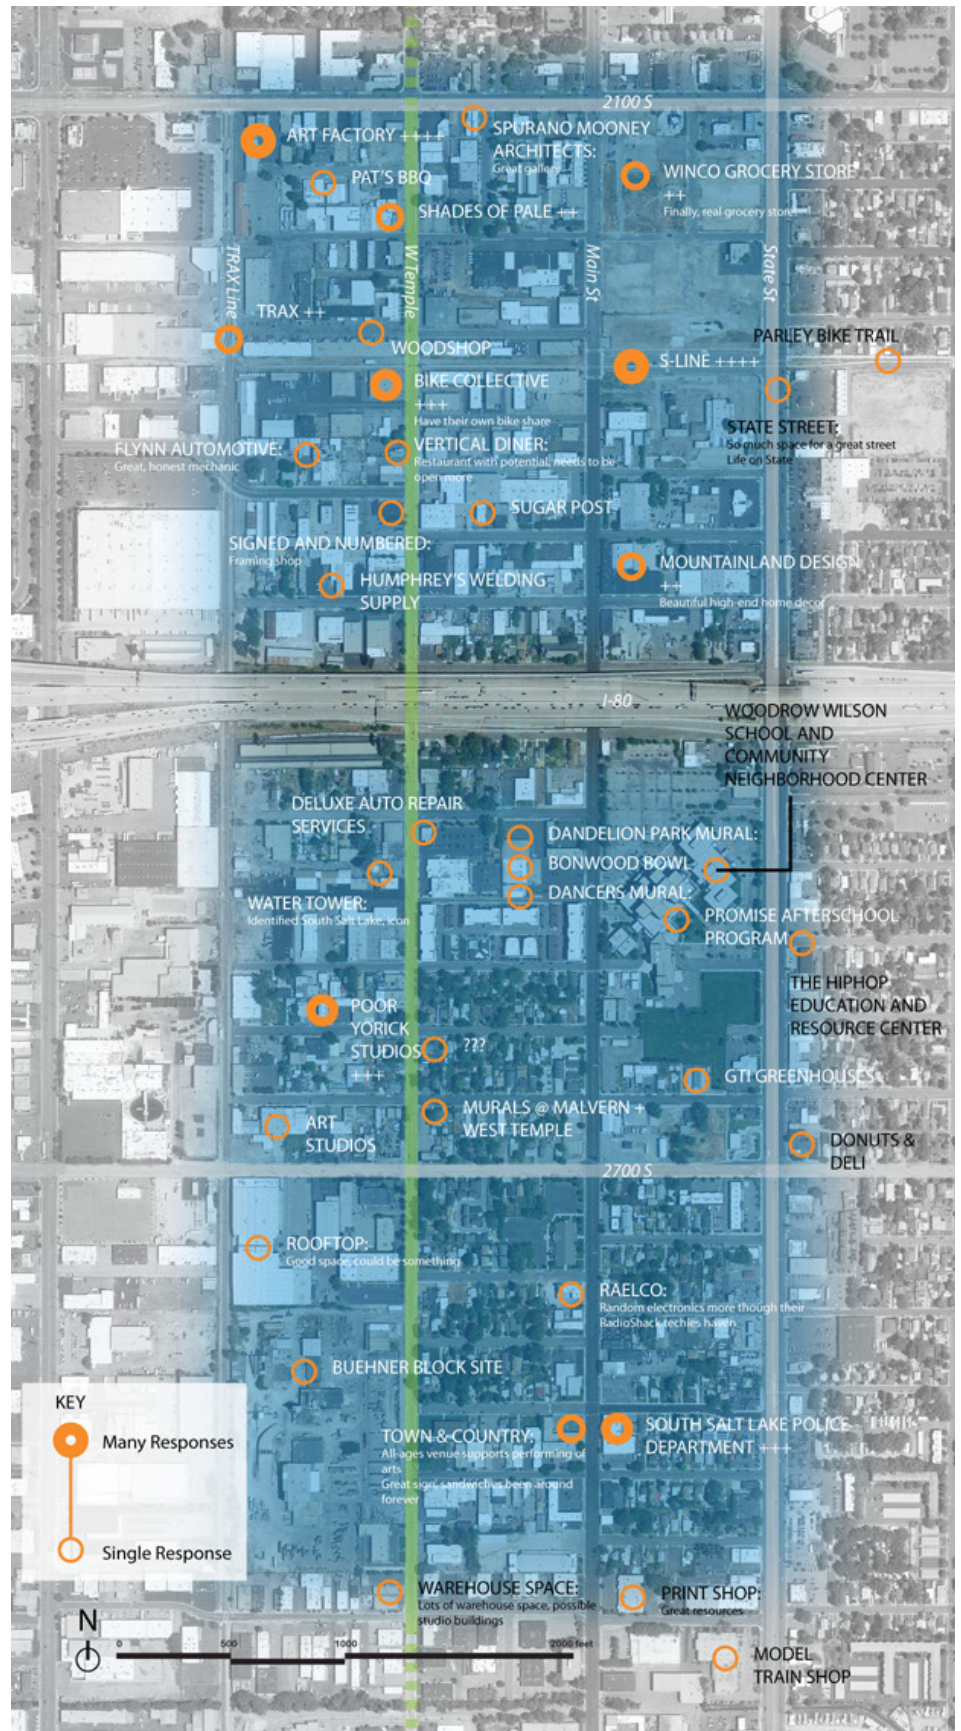 2100 S
ART FACTORY ++++
SPURANO MOONEY
ARCHITECTS:
Great gallery
PAT'S BBQ
WINCO GROCERY STORE
++
Finally, real grocery store
SHADES OF PALE ++
TRAX Line
W Temple
Main St
State St
TRAX ++
WOODSHOP
PARLEY BIKE TRAIL
S-LINE ++++
BIKE COLLECTIVE
+++
Have their own bike share
STATE STREET:
So much space for a great street
Life on State
FLYNN AUTOMOTIVE:
Great, honest mechanic
VERTICAL DINER:
Restaurant with potential, needs to be
open more
SUGAR POST
SIGNED AND NUMBERED:
Framing shop
HUMPHREY'S WELDING
SUPPLY
MOUNTAINLAND DESIGN
++
Beautiful high-end home decor
I-80
WOODROW WILSON
SCHOOL AND
COMMUNITY
NEIGHBORHOOD CENTER
DELUXE AUTO REPAIR
SERVICES
DANDELION PARK MURAL:
BONWOOD BOWL
DANCERS MURAL:
WATER TOWER:
Identified South Salt Lake, icon
PROMISE AFTERSCHOOL
PROGRAM
THE HIPHOP
EDUCATION AND
RESOURCE CENTER
POOR
YORICK
STUDIOS
+++
???
GTI GREENHOUSES
MURALS @ MALVERN +
WEST TEMPLE
ART
STUDIOS
DONUTS &
DELI
2700 S
ROOFTOP:
Good space, could be something
RAELCO:
Random electronics more though their
RadioShack techies haven
BUEHNER BLOCK SITE
KEY
Many Responses
Single Response
TOWN & COUNTRY:
All-ages venue supports performing of
arts
Great sign, sandwichs been around
forever
SOUTH SALT LAKE POLICE
DEPARTMENT +++
WAREHOUSE SPACE:
Lots of warehouse space, possible
studio buildings
PRINT SHOP:
Great resources
MODEL
TRAIN SHOP
N
0 500 1000 2000 feet